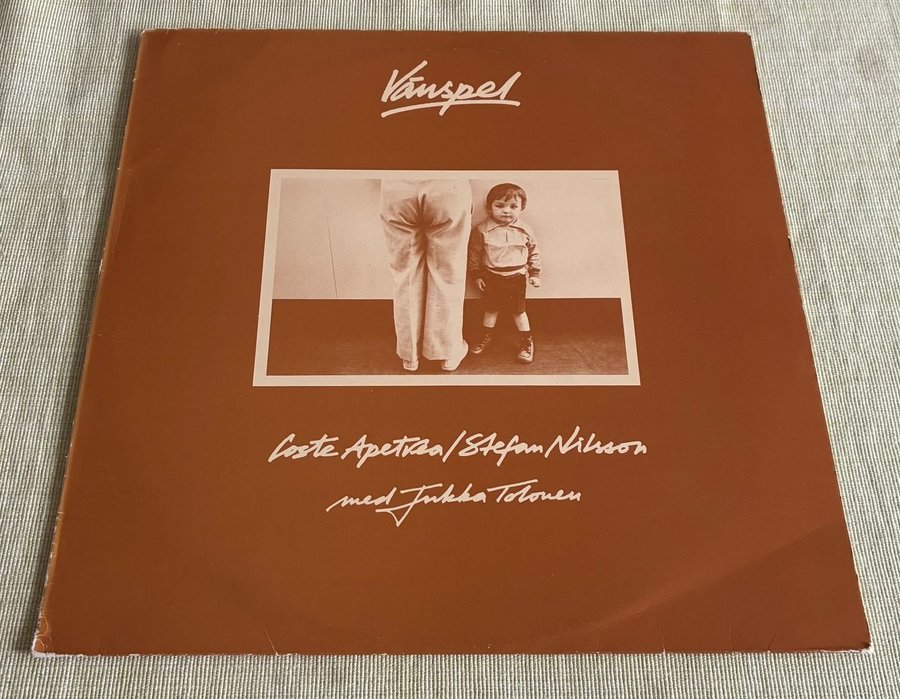 Vänspel
Coste Apetrea/Stefan Nilsson
med Jukka Tolonen